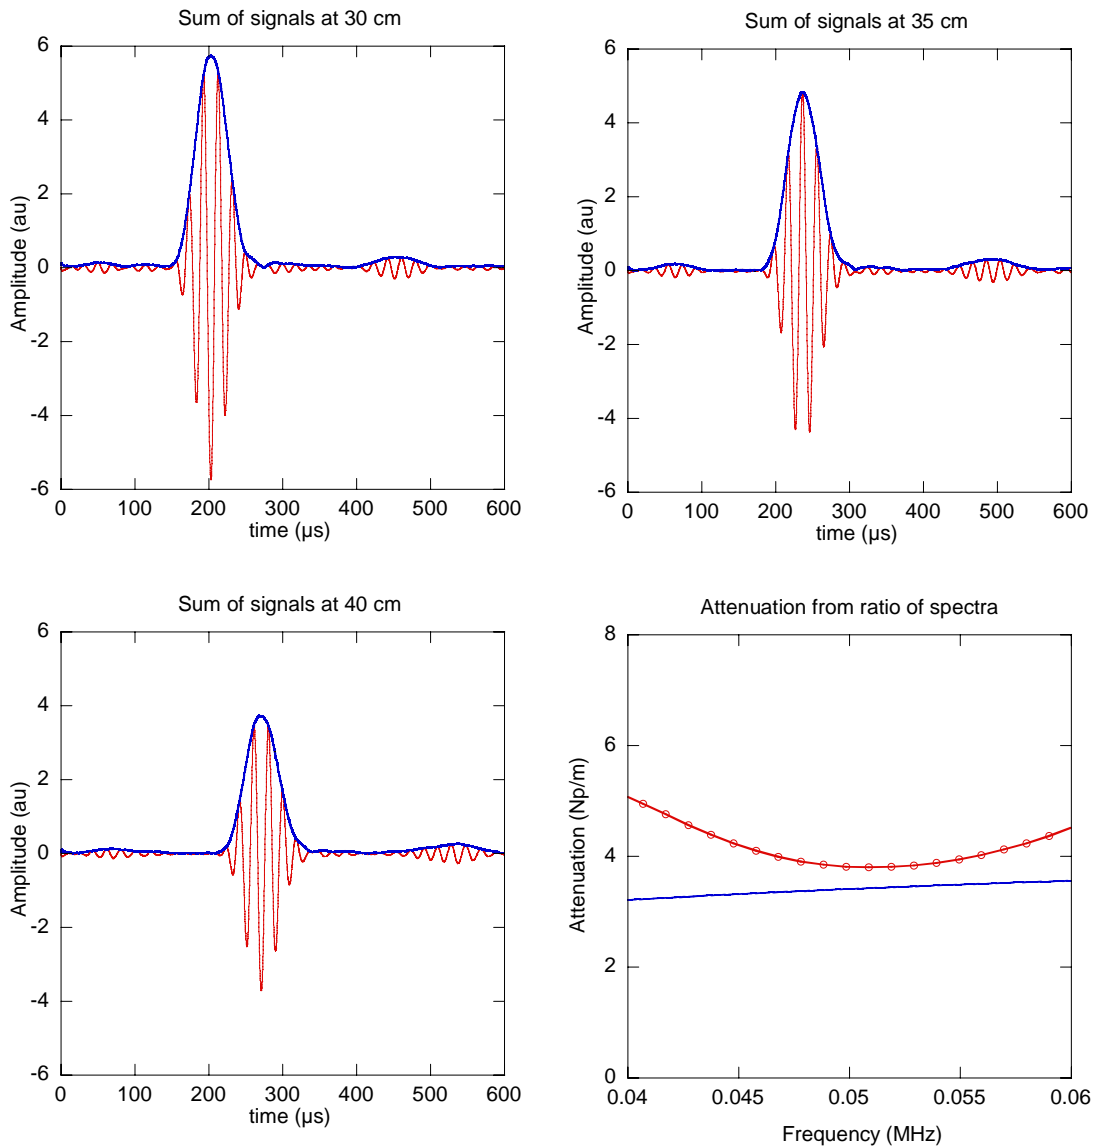 Sum of signals at 30 cm
6
4
2
0
-2
-4
-6
Amplitude (au)
0 100 200 300 400 500 600
time (µs)
Sum of signals at 35 cm
6
4
2
0
-2
-4
-6
Amplitude (au)
0 100 200 300 400 500 600
time (µs)
Sum of signals at 40 cm
6
4
2
0
-2
-4
-6
Amplitude (au)
0 100 200 300 400 500 600
time (µs)
Attenuation from ratio of spectra
8
6
4
2
0
Attenuation (Np/m)
0.04 0.045 0.05 0.055 0.06
Frequency (MHz)